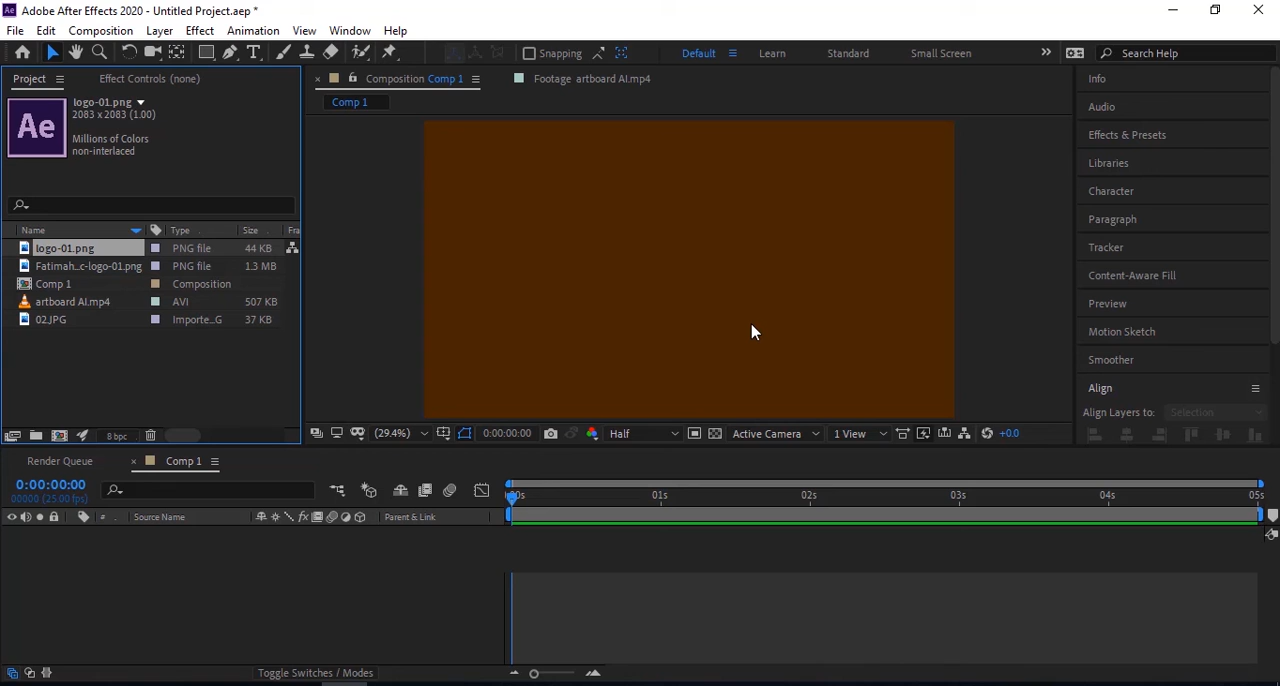 Ae Adobe After Effects 2020 - Untitled Project.aep *
File Edit Composition Layer Effect Animation View Window Help
T Snapping Default Learn Standard Small Screen Search Help
Project Effect Controls (none) Composition Comp 1 Footage artboard AI.mp4 Info
Comp 1
Ae logo-01.png
2083 x 2083 (1.00)
Millions of Colors
non-interlaced
Audio
Effects & Presets
Libraries
Character
Paragraph
Tracker
Content-Aware Fill
Preview
Motion Sketch
Smoother
Align
Align Layers to: Selection
Name Type Size Fra
logo-01.png PNG file 44 KB
Fatimah...c-logo-01.png PNG file 1.3 MB
Comp 1 Composition
artboard AI.mp4 AVI 507 KB
02.JPG Importe...G 37 KB
8 bpc
(29.4%) 0:00:00:00 Half Active Camera 1 View +0.0
Render Queue Comp 1
0:00:00:00
00000 (25.00 fps)
01s 02s 03s 04s 05s
# Source Name fx Parent & Link
Toggle Switches / Modes